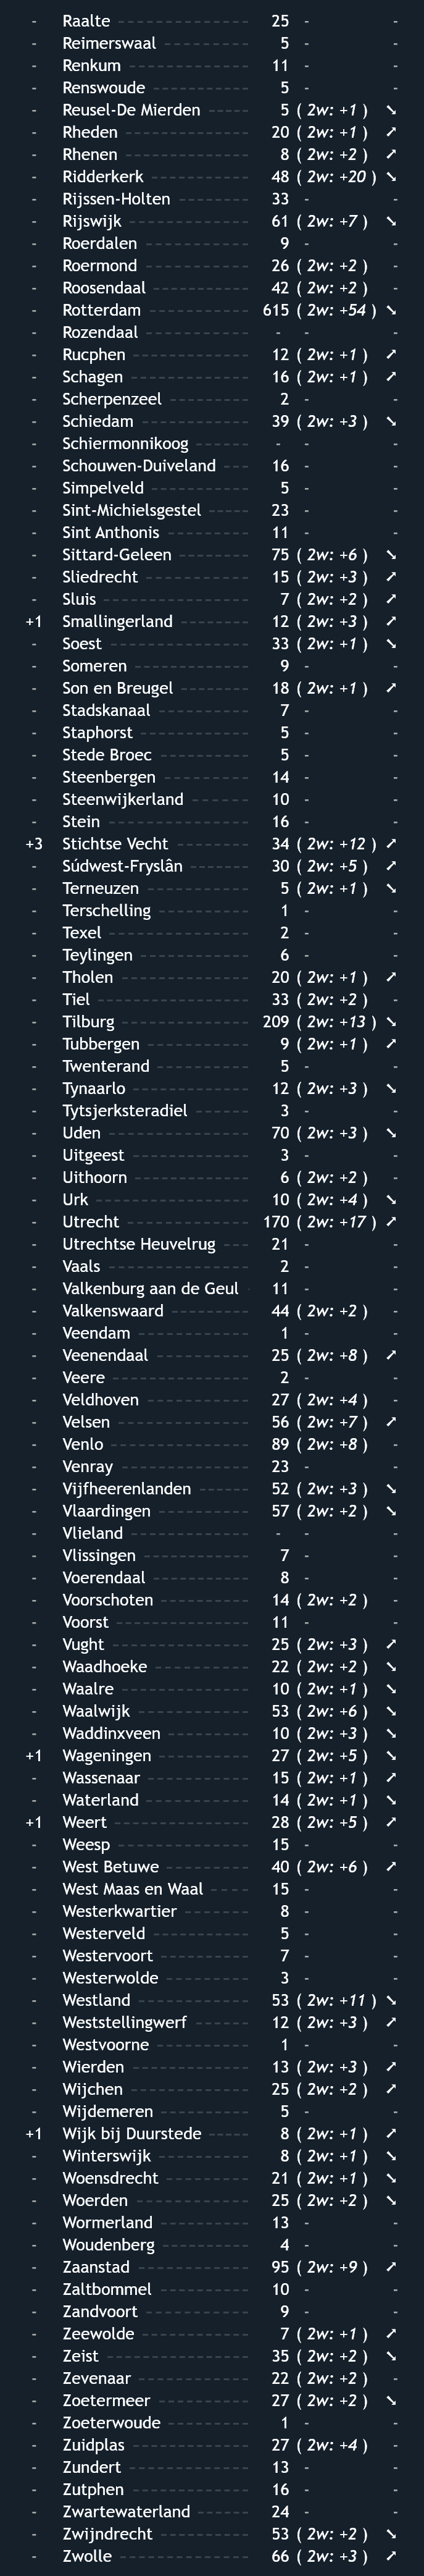 - Raalte 25 - -
- Reimerswaal 5 - -
- Renkum 11 - -
- Renswoude 5 - -
- Reusel-De Mierden 5 ( 2w: +1 ) ➘
- Rheden 20 ( 2w: +1 ) ➚
- Rhenen 8 ( 2w: +2 ) ➚
- Ridderkerk 48 ( 2w: +20 ) ➘
- Rijssen-Holten 33 - -
- Rijswijk 61 ( 2w: +7 ) ➘
- Roerdalen 9 - -
- Roermond 26 ( 2w: +2 ) -
- Roosendaal 42 ( 2w: +2 ) -
- Rotterdam 615 ( 2w: +54 ) ➘
- Rozendaal - - -
- Rucphen 12 ( 2w: +1 ) ➚
- Schagen 16 ( 2w: +1 ) ➚
- Scherpenzeel 2 - -
- Schiedam 39 ( 2w: +3 ) ➘
- Schiermonnikoog - - -
- Schouwen-Duiveland 16 - -
- Simpelveld 5 - -
- Sint-Michielsgestel 23 - -
- Sint Anthonis 11 - -
- Sittard-Geleen 75 ( 2w: +6 ) ➘
- Sliedrecht 15 ( 2w: +3 ) ➚
- Sluis 7 ( 2w: +2 ) ➚
+1 Smallingerland 12 ( 2w: +3 ) ➚
- Soest 33 ( 2w: +1 ) ➘
- Someren 9 - -
- Son en Breugel 18 ( 2w: +1 ) ➚
- Stadskanaal 7 - -
- Staphorst 5 - -
- Stede Broec 5 - -
- Steenbergen 14 - -
- Steenwijkerland 10 - -
- Stein 16 - -
+3 Stichtse Vecht 34 ( 2w: +12 ) ➚
- Súdwest-Fryslân 30 ( 2w: +5 ) ➚
- Terneuzen 5 ( 2w: +1 ) ➘
- Terschelling 1 - -
- Texel 2 - -
- Teylingen 6 - -
- Tholen 20 ( 2w: +1 ) ➚
- Tiel 33 ( 2w: +2 ) -
- Tilburg 209 ( 2w: +13 ) ➘
- Tubbergen 9 ( 2w: +1 ) ➚
- Twenterand 5 - -
- Tynaarlo 12 ( 2w: +3 ) ➘
- Tytsjerksteradiel 3 - -
- Uden 70 ( 2w: +3 ) ➘
- Uitgeest 3 - -
- Uithoorn 6 ( 2w: +2 ) -
- Urk 10 ( 2w: +4 ) ➘
- Utrecht 170 ( 2w: +17 ) ➚
- Utrechtse Heuvelrug 21 - -
- Vaals 2 - -
- Valkenburg aan de Geul 11 - -
- Valkenswaard 44 ( 2w: +2 ) -
- Veendam 1 - -
- Veenendaal 25 ( 2w: +8 ) ➚
- Veere 2 - -
- Veldhoven 27 ( 2w: +4 ) -
- Velsen 56 ( 2w: +7 ) ➚
- Venlo 89 ( 2w: +8 ) -
- Venray 23 - -
- Vijfheerenlanden 52 ( 2w: +3 ) ➘
- Vlaardingen 57 ( 2w: +2 ) ➘
- Vlieland - - -
- Vlissingen 7 - -
- Voerendaal 8 - -
- Voorschoten 14 ( 2w: +2 ) -
- Voorst 11 - -
- Vught 25 ( 2w: +3 ) ➚
- Waadhoeke 22 ( 2w: +2 ) ➘
- Waalre 10 ( 2w: +1 ) ➘
- Waalwijk 53 ( 2w: +6 ) ➘
- Waddinxveen 10 ( 2w: +3 ) ➘
+1 Wageningen 27 ( 2w: +5 ) ➘
- Wassenaar 15 ( 2w: +1 ) ➚
- Waterland 14 ( 2w: +1 ) ➘
+1 Weert 28 ( 2w: +5 ) ➚
- Weesp 15 - -
- West Betuwe 40 ( 2w: +6 ) ➚
- West Maas en Waal 15 - -
- Westerkwartier 8 - -
- Westerveld 5 - -
- Westervoort 7 - -
- Westerwolde 3 - -
- Westland 53 ( 2w: +11 ) ➘
- Weststellingwerf 12 ( 2w: +3 ) ➚
- Westvoorne 1 - -
- Wierden 13 ( 2w: +3 ) ➚
- Wijchen 25 ( 2w: +2 ) ➚
- Wijdemeren 5 - -
+1 Wijk bij Duurstede 8 ( 2w: +1 ) ➚
- Winterswijk 8 ( 2w: +1 ) ➘
- Woensdrecht 21 ( 2w: +1 ) ➘
- Woerden 25 ( 2w: +2 ) ➘
- Wormerland 13 - -
- Woudenberg 4 - -
- Zaanstad 95 ( 2w: +9 ) ➚
- Zaltbommel 10 - -
- Zandvoort 9 - -
- Zeewolde 7 ( 2w: +1 ) ➚
- Zeist 35 ( 2w: +2 ) ➘
- Zevenaar 22 ( 2w: +2 ) -
- Zoetermeer 27 ( 2w: +2 ) ➘
- Zoeterwoude 1 - -
- Zuidplas 27 ( 2w: +4 ) -
- Zundert 13 - -
- Zutphen 16 - -
- Zwartewaterland 24 - -
- Zwijndrecht 53 ( 2w: +2 ) ➘
- Zwolle 66 ( 2w: +3 ) ➚